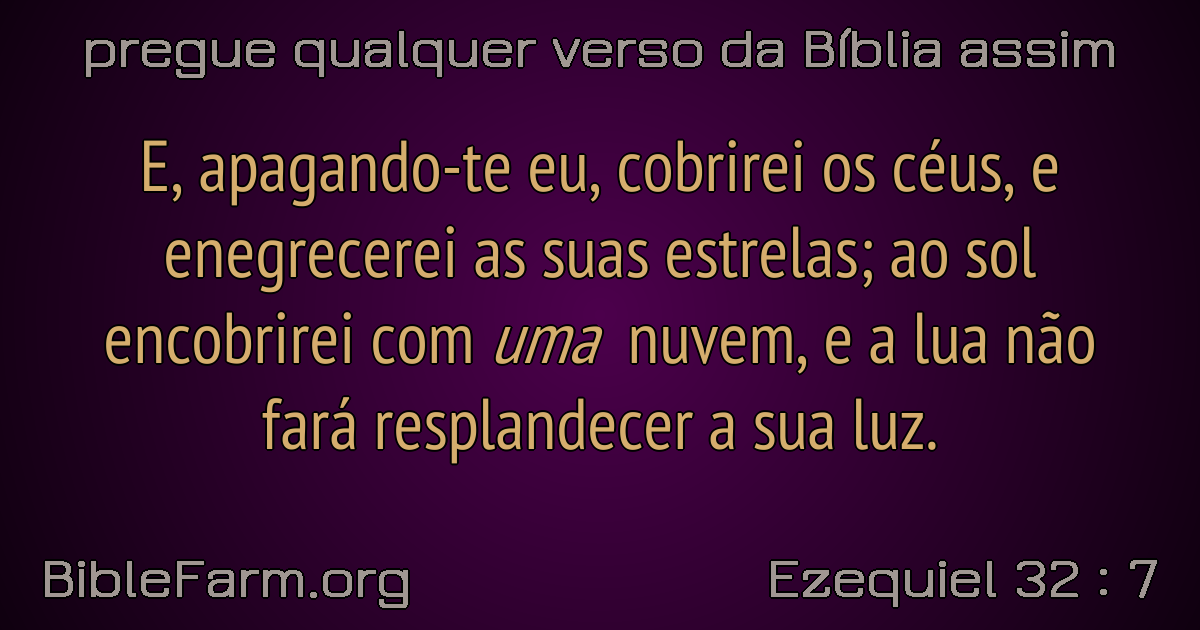 pregue qualquer verso da Bíblia assim
E, apagando-te eu, cobrirei os céus, e
enegrecerei as suas estrelas; ao sol
encobrirei com uma nuvem, e a lua não
fará resplandecer a sua luz.
BibleFarm.org
Ezequiel 32 : 7